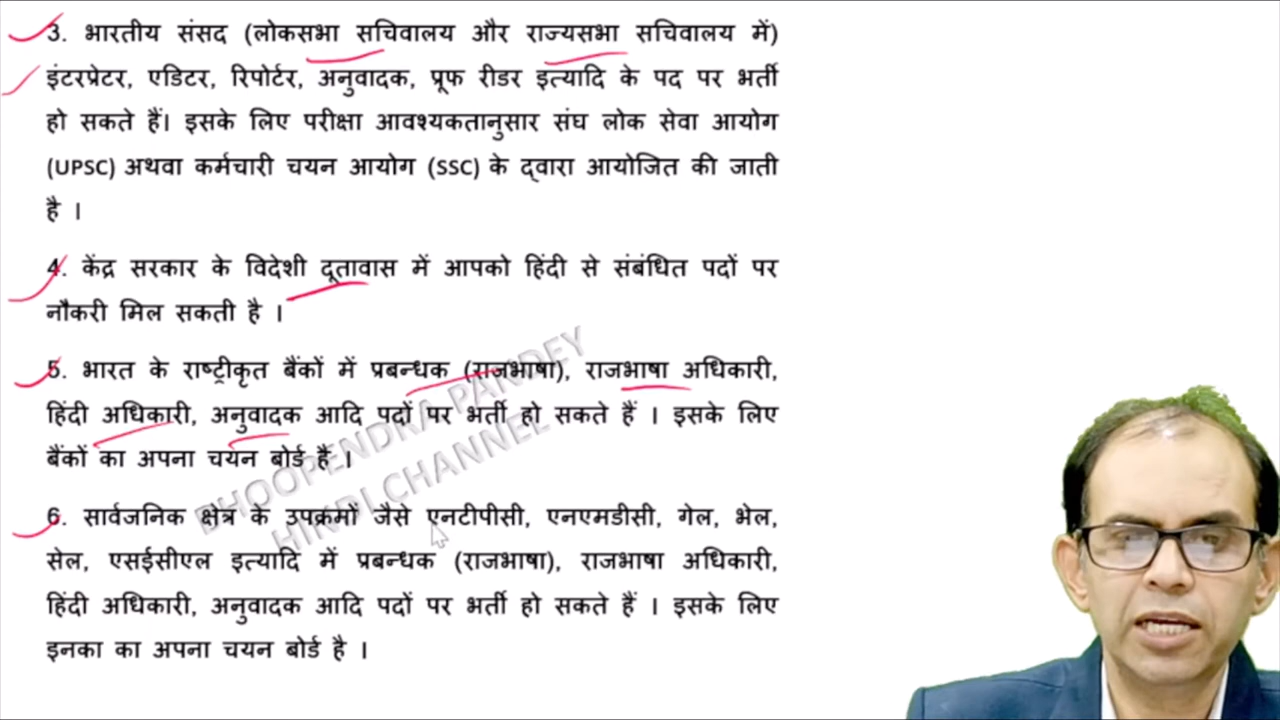 3. भारतीय संसद (लोकसभा सचिवालय और राज्यसभा सचिवालय में)
इंटरप्रेटर, एडिटर, रिपोर्टर, अनुवादक, प्रूफ रीडर इत्यादि के पद पर भर्ती
हो सकते हैं। इसके लिए परीक्षा आवश्यकतानुसार संघ लोक सेवा आयोग
(UPSC) अथवा कर्मचारी चयन आयोग (SSC) के द्वारा आयोजित की जाती
है ।
4. केंद्र सरकार के विदेशी दूतावास में आपको हिंदी से संबंधित पदों पर
नौकरी मिल सकती है ।
5. भारत के राष्ट्रीकृत बैंकों में प्रबन्धक (राजभाषा), राजभाषा अधिकारी,
हिंदी अधिकारी, अनुवादक आदि पदों पर भर्ती हो सकते हैं । इसके लिए
बैंकों का अपना चयन बोर्ड है ।
6. सार्वजनिक क्षेत्र के उपक्रमों जैसे एनटीपीसी, एनएमडीसी, गेल, भेल,
सेल, एसईसीएल इत्यादि में प्रबन्धक (राजभाषा), राजभाषा अधिकारी,
हिंदी अधिकारी, अनुवादक आदि पदों पर भर्ती हो सकते हैं । इसके लिए
इनका का अपना चयन बोर्ड है ।
BHOOPENDRA PANDEY
HINDI CHANNEL